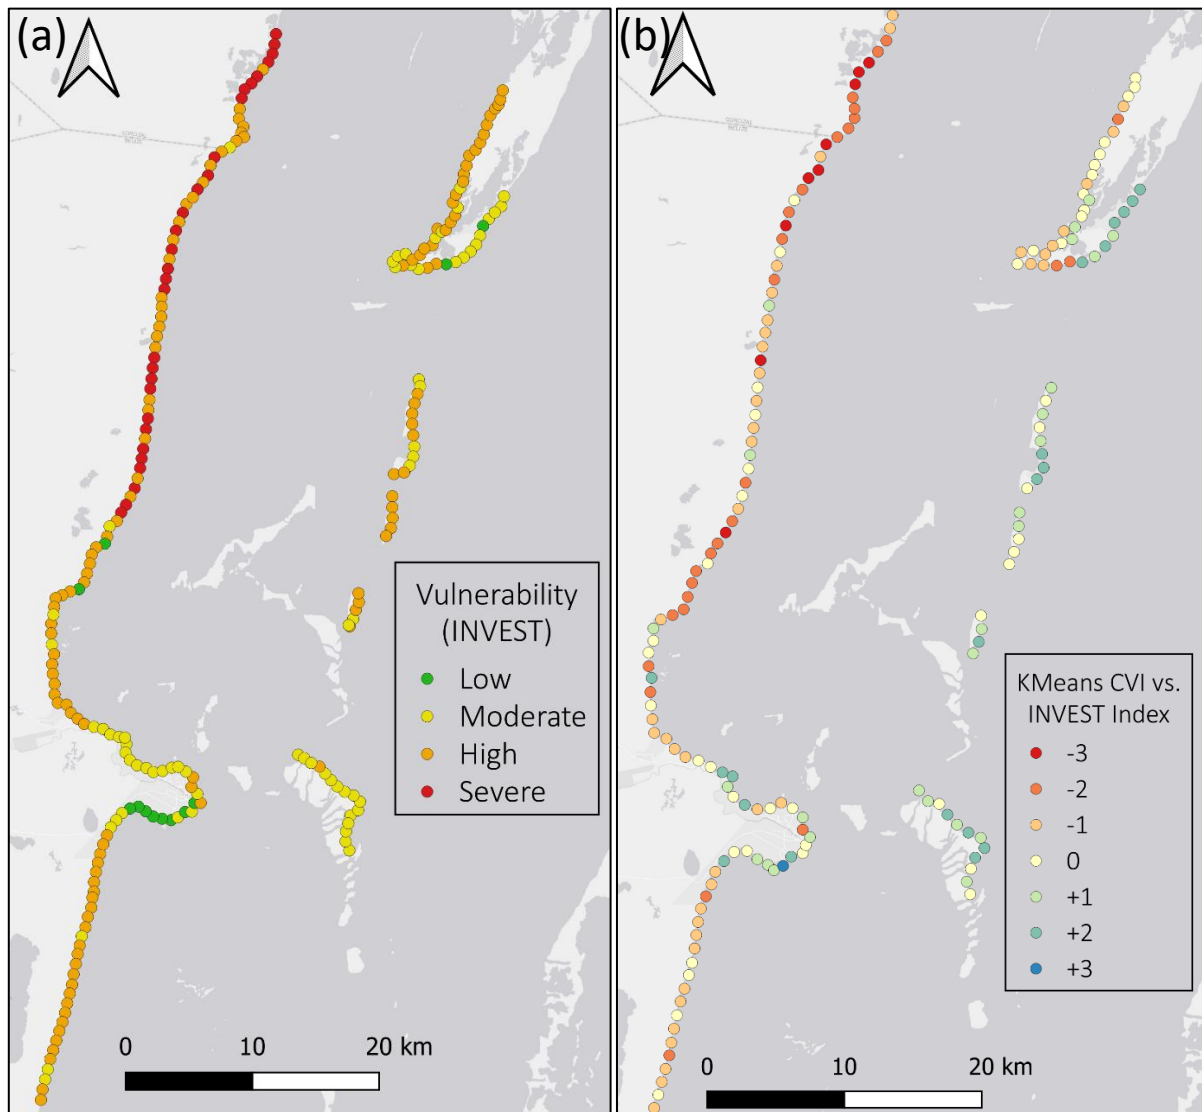 (a)
Vulnerability
(INVEST)
Low
Moderate
High
Severe
0 10 20 km
(b)
KMeans CVI vs.
INVEST Index
-3
-2
-1
0
+1
+2
+3
0 10 20 km